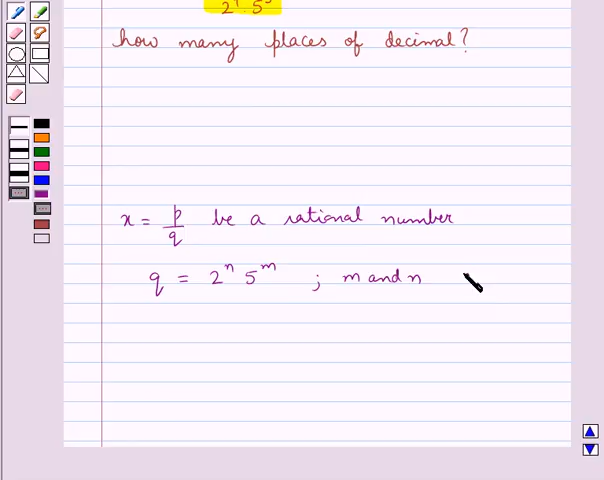 how many places of decimal?
x = p/q be a rational number
q = 2ⁿ 5ᵐ ; m and n